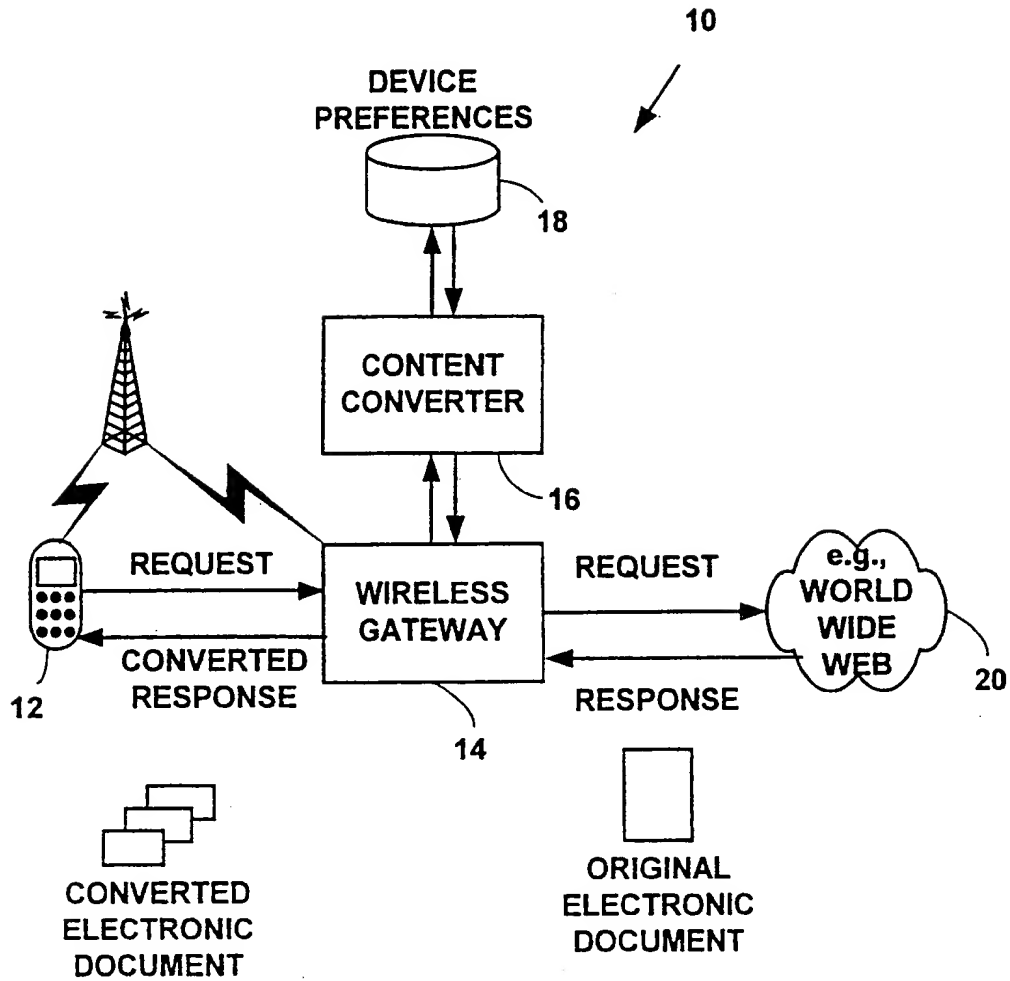 10
DEVICE
PREFERENCES
18
CONTENT
CONVERTER
16
REQUEST
WIRELESS
GATEWAY
REQUEST
e.g.,
WORLD
WIDE
WEB
CONVERTED
RESPONSE
RESPONSE
12
14
20
CONVERTED
ELECTRONIC
DOCUMENT
ORIGINAL
ELECTRONIC
DOCUMENT